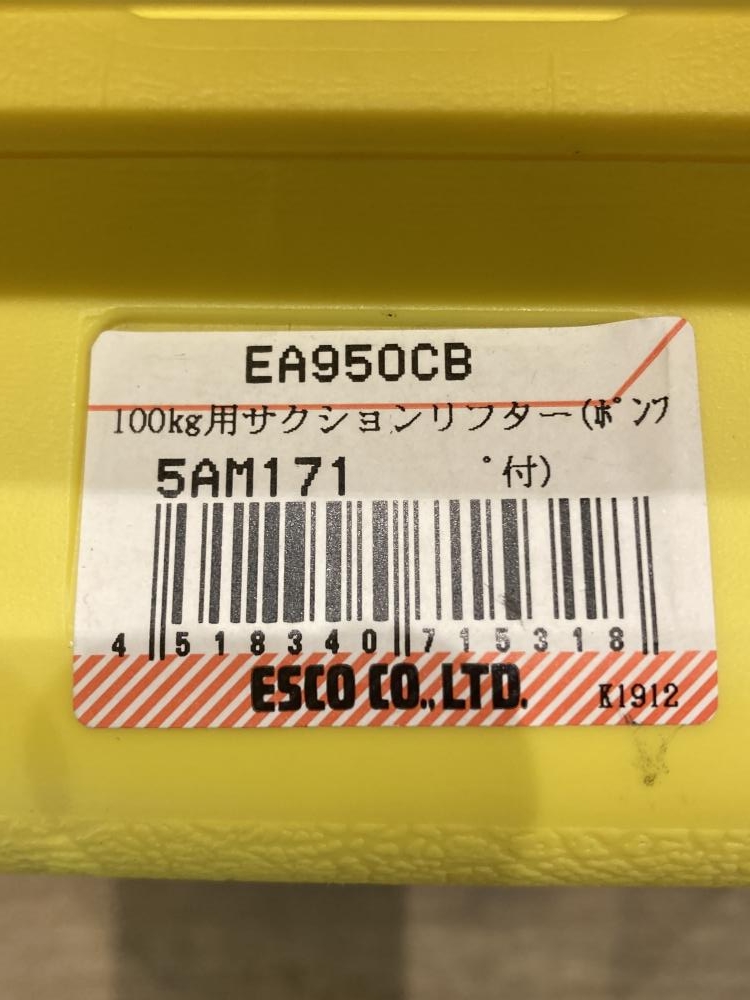 EA950CB
100kg用サクションリフター(ﾎﾟﾝﾌ
5AM171 ﾟ付)
4 518340 715318
ESCO CO.,LTD. K1912